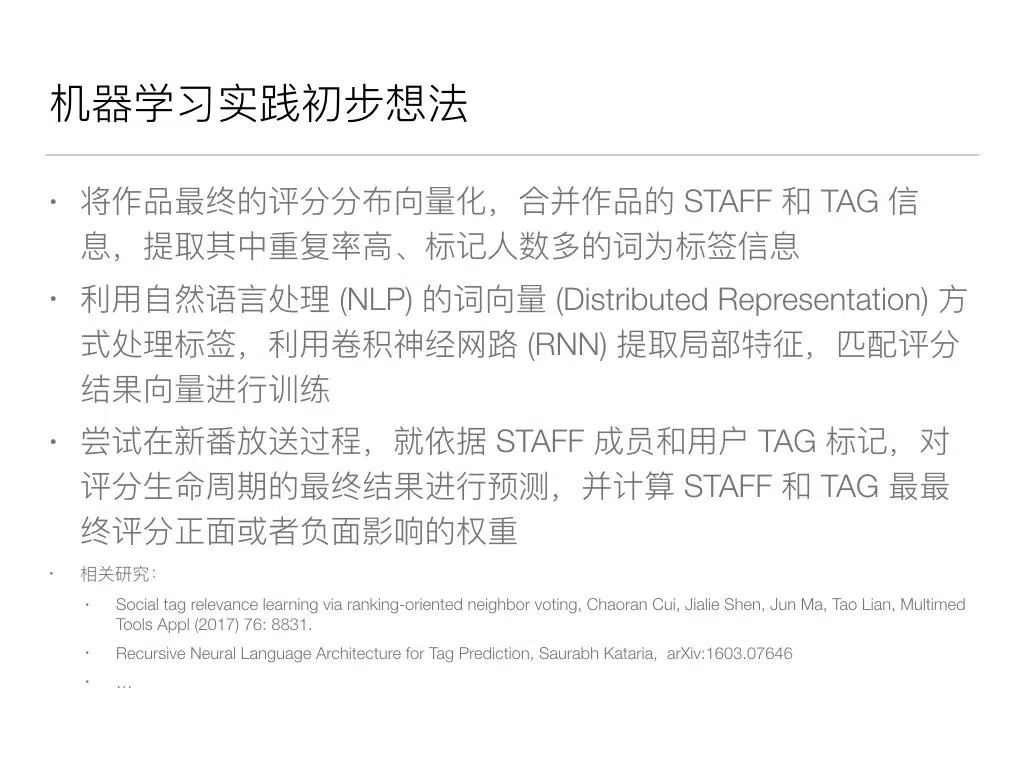 机器学习实践初步想法
• 将作品最终的评分分布向量化，合并作品的 STAFF 和 TAG 信
息，提取其中重复率高、标记人数多的词为标签信息
• 利用自然语言处理 (NLP) 的词向量 (Distributed Representation) 方
式处理标签，利用卷积神经网路 (RNN) 提取局部特征，匹配评分
结果向量进行训练
• 尝试在新番放送过程，就依据 STAFF 成员和用户 TAG 标记，对
评分生命周期的最终结果进行预测，并计算 STAFF 和 TAG 最最
终评分正面或者负面影响的权重
• 相关研究：
• Social tag relevance learning via ranking-oriented neighbor voting, Chaoran Cui, Jialie Shen, Jun Ma, Tao Lian, Multimed
Tools Appl (2017) 76: 8831.
• Recursive Neural Language Architecture for Tag Prediction, Saurabh Kataria, arXiv:1603.07646
• …